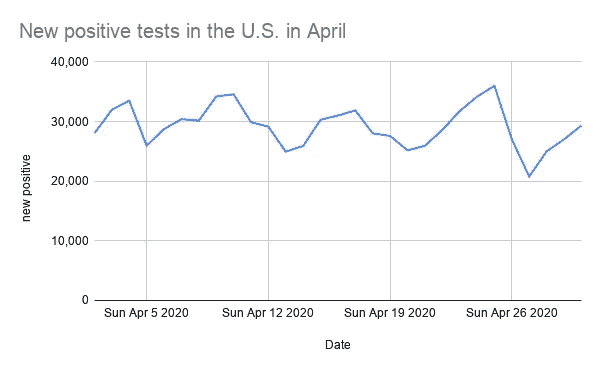 New positive tests in the U.S. in April
40,000
30,000
20,000
10,000
0
new positive
Sun Apr 5 2020 Sun Apr 12 2020 Sun Apr 19 2020 Sun Apr 26 2020
Date